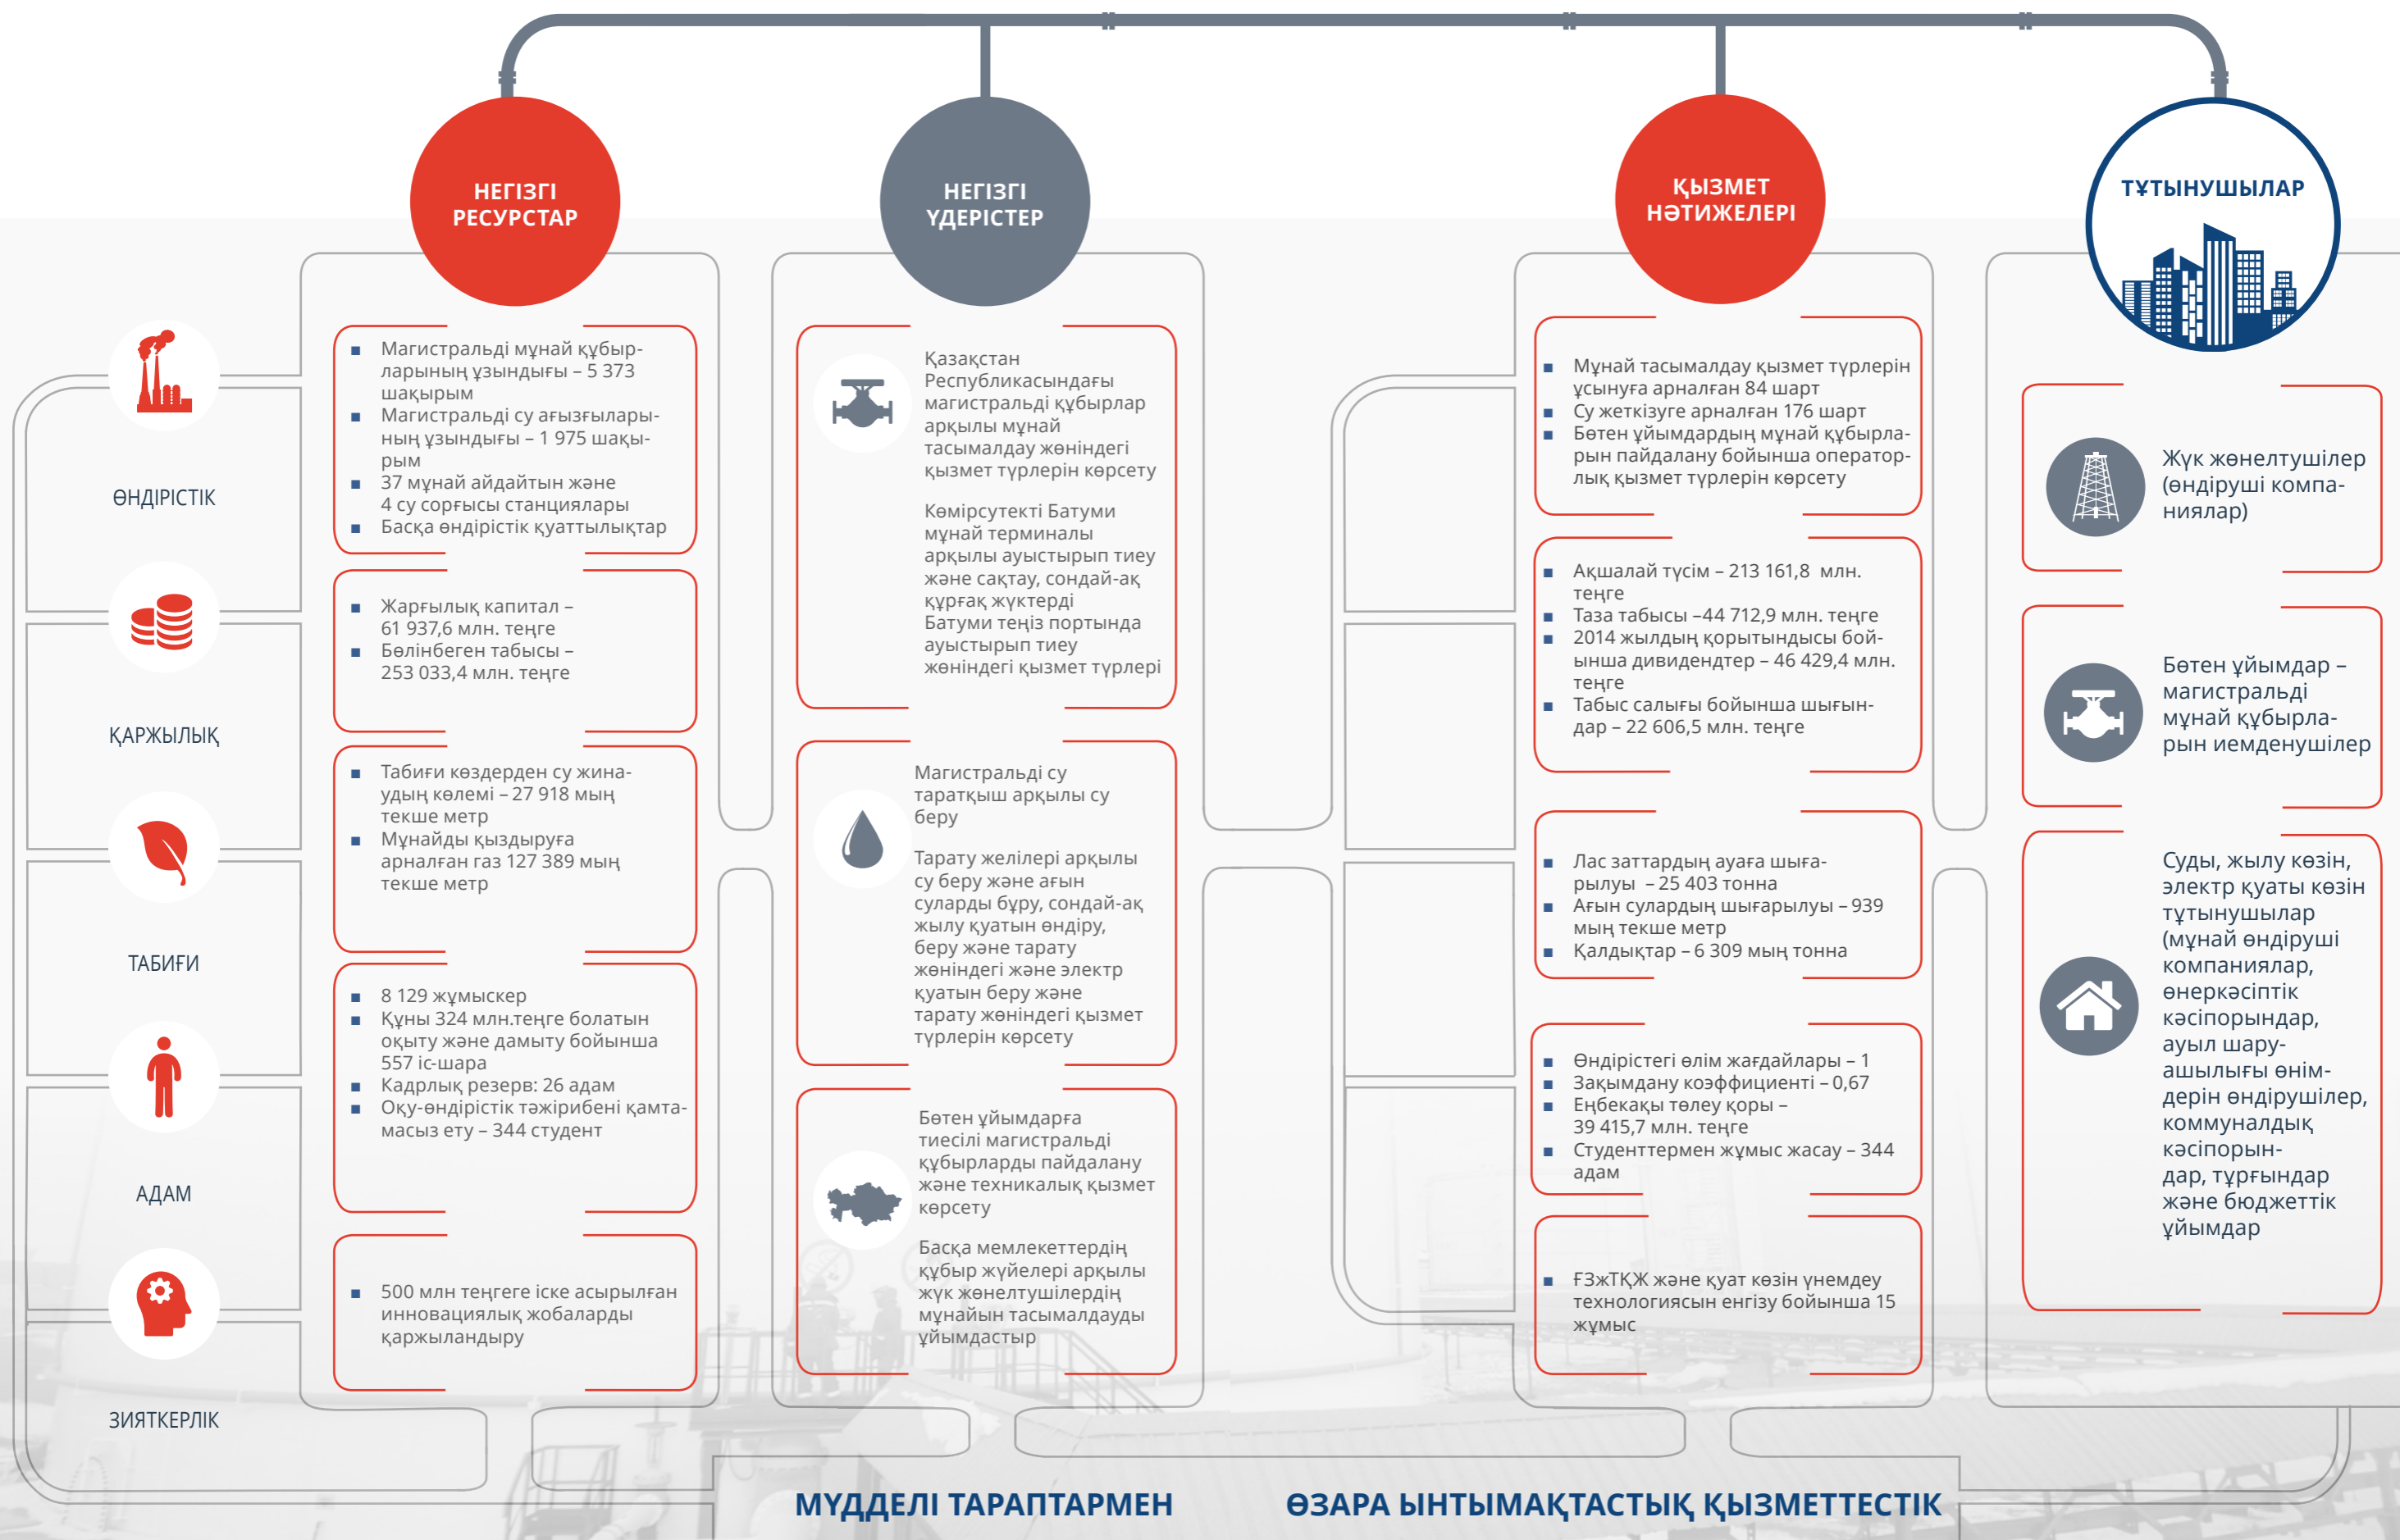 НЕГІЗГІ
РЕСУРСТАР
НЕГІЗГІ
ҮДЕРІСТЕР
ҚЫЗМЕТ
НӘТИЖЕЛЕРІ
ТҰТЫНУШЫЛАР
ӨНДІРІСТІК
ҚАРЖЫЛЫҚ
ТАБИҒИ
АДАМ
ЗИЯТКЕРЛІК
▪ Магистральді мұнай құбыр-
ларының ұзындығы – 5 373
шақырым
▪ Магистральді су ағызғылары-
ның ұзындығы – 1 975 шақы-
рым
▪ 37 мұнай айдайтын және
4 су сорғысы станциялары
▪ Басқа өндірістік қуаттылықтар
▪ Жарғылық капитал –
61 937,6 млн. теңге
▪ Бөлінбеген табысы –
253 033,4 млн. теңге
▪ Табиғи көздерден су жина-
удың көлемі – 27 918 мың
текше метр
▪ Мұнайды қыздыруға
арналған газ 127 389 мың
текше метр
▪ 8 129 жұмыскер
▪ Құны 324 млн.теңге болатын
оқыту және дамыту бойынша
557 іс-шара
▪ Кадрлық резерв: 26 адам
▪ Оқу-өндірістік тәжірибені қамта-
масыз ету – 344 студент
▪ 500 млн теңгеге іске асырылған
инновациялық жобаларды
қаржыландыру
Қазақстан
Республикасындағы
магистральді құбырлар
арқылы мұнай
тасымалдау жөніндегі
қызмет түрлерін көрсету
Көмірсутекті Батуми
мұнай терминалы
арқылы ауыстырып тиеу
және сақтау, сондай-ақ
құрғақ жүктерді
Батуми теңіз портында
ауыстырып тиеу
жөніндегі қызмет түрлері
Магистральді су
таратқыш арқылы су
беру
Тарату желілері арқылы
су беру және ағын
суларды бұру, сондай-ақ
жылу қуатын өндіру,
беру және тарату
жөніндегі және электр
қуатын беру және
тарату жөніндегі қызмет
түрлерін көрсету
Бөтен ұйымдарға
тиесілі магистральді
құбырларды пайдалану
және техникалық қызмет
көрсету
Басқа мемлекеттердің
құбыр жүйелері арқылы
жүк жөнелтушілердің
мұнайын тасымалдауды
ұйымдастыр
▪ Мұнай тасымалдау қызмет түрлерін
ұсынуға арналған 84 шарт
▪ Су жеткізуге арналған 176 шарт
▪ Бөтен ұйымдардың мұнай құбырла-
рын пайдалану бойынша оператор-
лық қызмет түрлерін көрсету
▪ Ақшалай түсім – 213 161,8 млн.
теңге
▪ Таза табысы –44 712,9 млн. теңге
▪ 2014 жылдың қорытындысы бой-
ынша дивидендтер – 46 429,4 млн.
теңге
▪ Табыс салығы бойынша шығын-
дар – 22 606,5 млн. теңге
▪ Лас заттардың ауаға шыға-
рылуы – 25 403 тонна
▪ Ағын сулардың шығарылуы – 939
мың текше метр
▪ Қалдықтар – 6 309 мың тонна
▪ Өндірістегі өлім жағдайлары – 1
▪ Зақымдану коэффициенті – 0,67
▪ Еңбекақы төлеу қоры –
39 415,7 млн. теңге
▪ Студенттермен жұмыс жасау – 344
адам
▪ ҒЗжТҚЖ және қуат көзін үнемдеу
технологиясын енгізу бойынша 15
жұмыс
Жүк жөнелтушілер
(өндіруші компа-
ниялар)
Бөтен ұйымдар –
магистральді
мұнай құбырла-
рын иемденушілер
Суды, жылу көзін,
электр қуаты көзін
тұтынушылар
(мұнай өндіруші
компаниялар,
өнеркәсіптік
кәсіпорындар,
ауыл шару-
ашылығы өнім-
дерін өндірушілер,
коммуналдық
кәсіпорын-
дар, тұрғындар
және бюджеттік
ұйымдар
МҮДДЕЛІ ТАРАПТАРМЕН ӨЗАРА ЫНТЫМАҚТАСТЫҚ ҚЫЗМЕТТЕСТІК